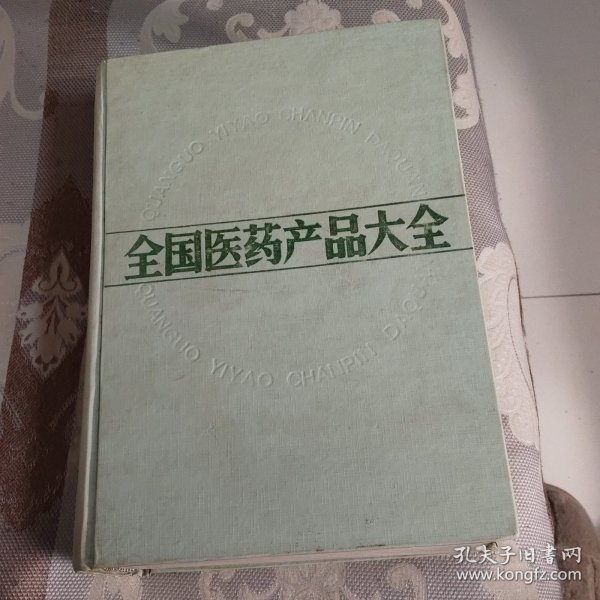 QUANGUO YIYAO CHANPIN DAQUAN
全国医药产品大全
QUANGUO YIYAO CHANPIN DAQUAN
孔夫子旧书网
www.kongfz.com